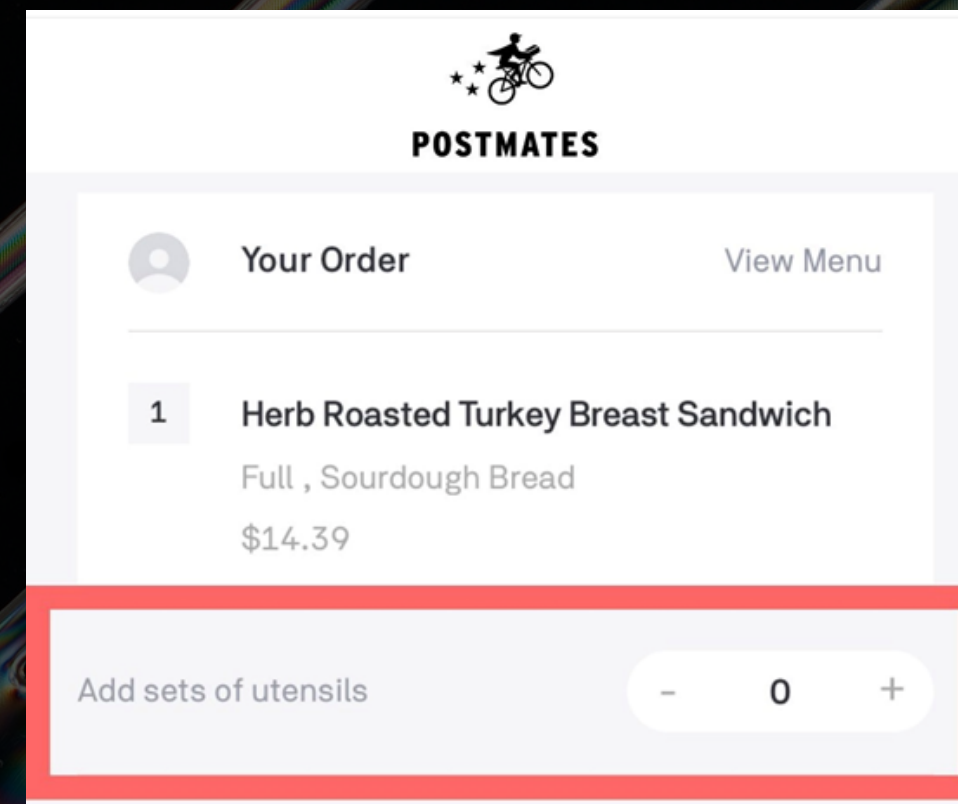 POSTMATES
Your Order View Menu
1 Herb Roasted Turkey Breast Sandwich
Full , Sourdough Bread
$14.39
Add sets of utensils - 0 +